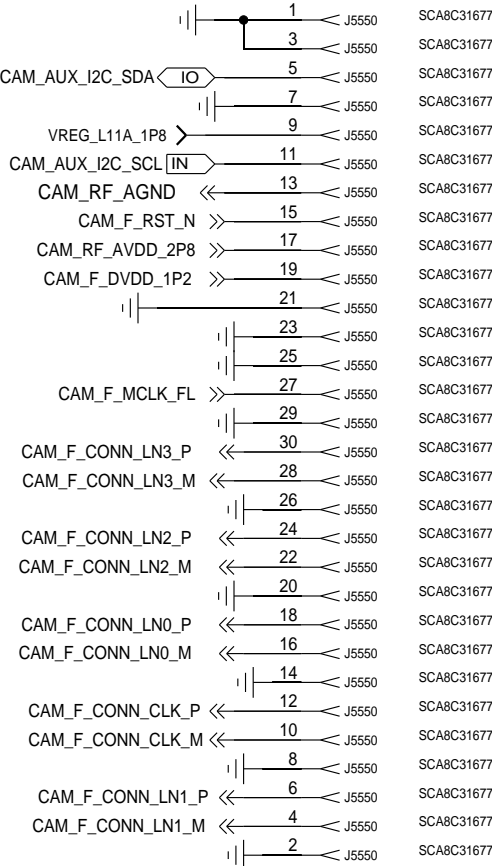 1 J5550 SCA8C31677
3 J5550 SCA8C31677
CAM_AUX_I2C_SDA IO 5 J5550 SCA8C31677
7 J5550 SCA8C31677
VREG_L11A_1P8 9 J5550 SCA8C31677
CAM_AUX_I2C_SCL IN 11 J5550 SCA8C31677
CAM_RF_AGND 13 J5550 SCA8C31677
CAM_F_RST_N 15 J5550 SCA8C31677
CAM_RF_AVDD_2P8 17 J5550 SCA8C31677
CAM_F_DVDD_1P2 19 J5550 SCA8C31677
21 J5550 SCA8C31677
23 J5550 SCA8C31677
25 J5550 SCA8C31677
CAM_F_MCLK_FL 27 J5550 SCA8C31677
29 J5550 SCA8C31677
CAM_F_CONN_LN3_P 30 J5550 SCA8C31677
CAM_F_CONN_LN3_M 28 J5550 SCA8C31677
26 J5550 SCA8C31677
CAM_F_CONN_LN2_P 24 J5550 SCA8C31677
CAM_F_CONN_LN2_M 22 J5550 SCA8C31677
20 J5550 SCA8C31677
CAM_F_CONN_LN0_P 18 J5550 SCA8C31677
CAM_F_CONN_LN0_M 16 J5550 SCA8C31677
14 J5550 SCA8C31677
CAM_F_CONN_CLK_P 12 J5550 SCA8C31677
CAM_F_CONN_CLK_M 10 J5550 SCA8C31677
8 J5550 SCA8C31677
CAM_F_CONN_LN1_P 6 J5550 SCA8C31677
CAM_F_CONN_LN1_M 4 J5550 SCA8C31677
2 J5550 SCA8C31677